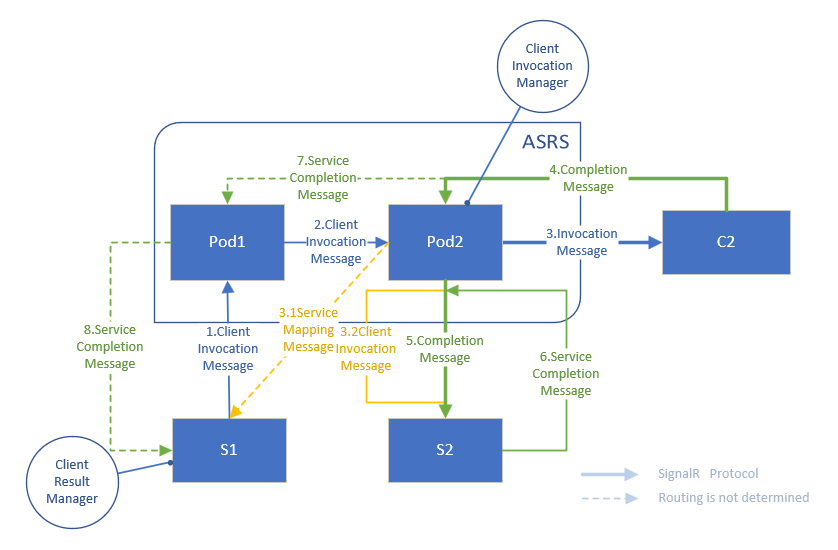 Client
Invocation
Manager
ASRS
7.Service
Completion
Message
4.Completion
Message
Pod1
2.Client
Invocation
Message
Pod2
3.Invocation
Message
C2
8.Service
Completion
Message
1.Client
Invocation
Message
3.1Service
Mapping
Message
3.2Client
Invocation
Message
5.Completion
Message
6.Service
Completion
Message
S1
S2
Client
Result
Manager
SignalR Protocol
Routing is not determined